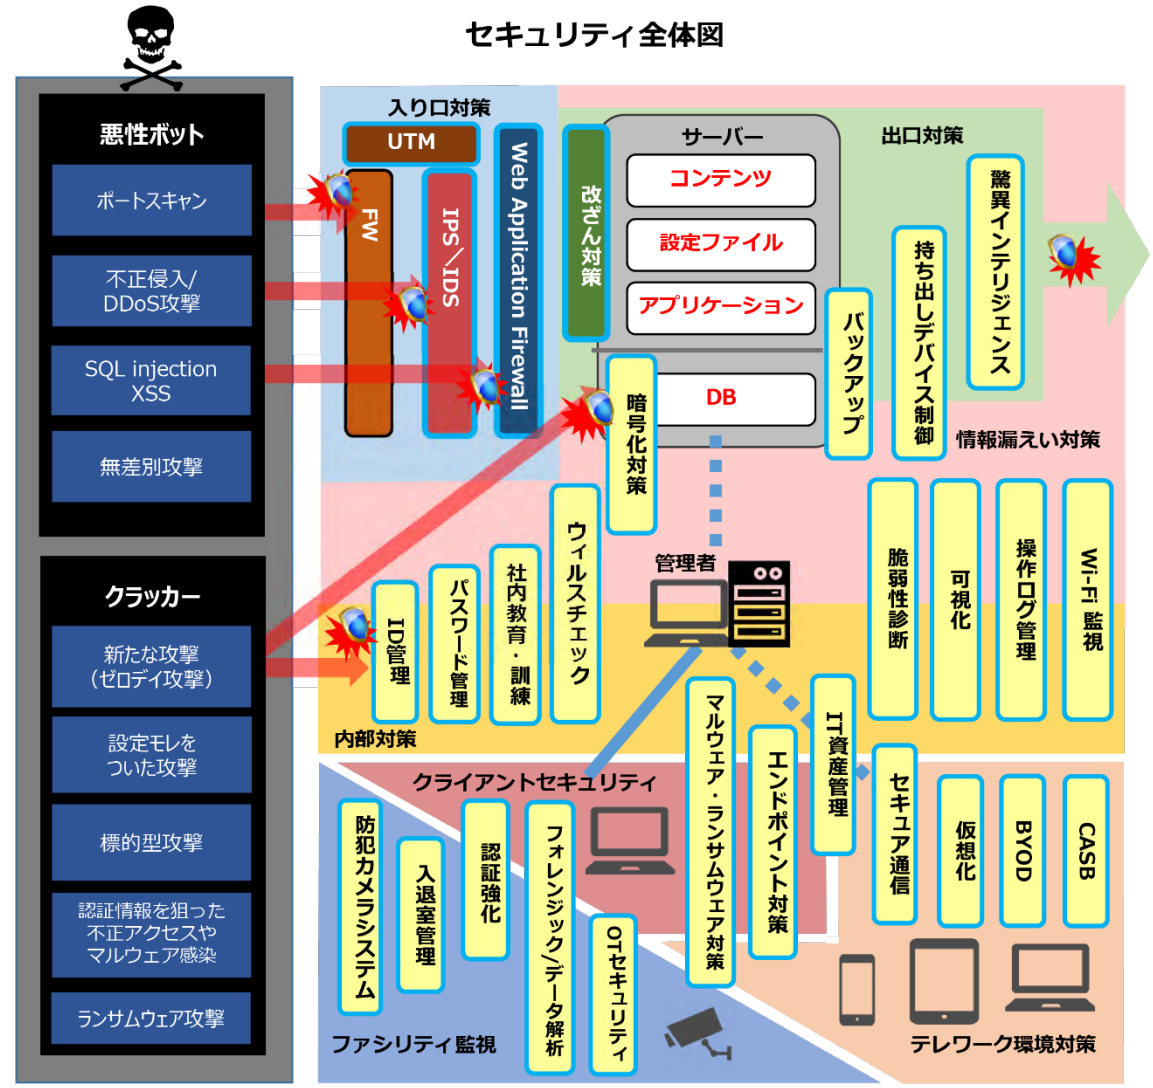 セキュリティ全体図
悪性ボット
ポートスキャン
不正侵入/
DDoS攻撃
SQL injection
XSS
無差別攻撃
クラッカー
新たな攻撃
（ゼロデイ攻撃）
設定モレを
ついた攻撃
標的型攻撃
認証情報を狙った
不正アクセスや
マルウェア感染
ランサムウェア攻撃
入り口対策
UTM
FW
IPS／IDS
Web Application Firewall
改ざん対策
サーバー
コンテンツ
設定ファイル
アプリケーション
DB
暗号化対策
バックアップ
出口対策
持ち出しデバイス制御
驚異インテリジェンス
情報漏えい対策
ID管理
パスワード管理
社内教育・訓練
ウィルスチェック
管理者
脆弱性診断
可視化
操作ログ管理
Wi-Fi 監視
内部対策
クライアントセキュリティ
マルウェア・ランサムウェア対策
エンドポイント対策
IT資産管理
セキュア通信
仮想化
BYOD
CASB
防犯カメラシステム
入退室管理
認証強化
フォレンジック/データ解析
OTセキュリティ
ファシリティ監視
テレワーク環境対策